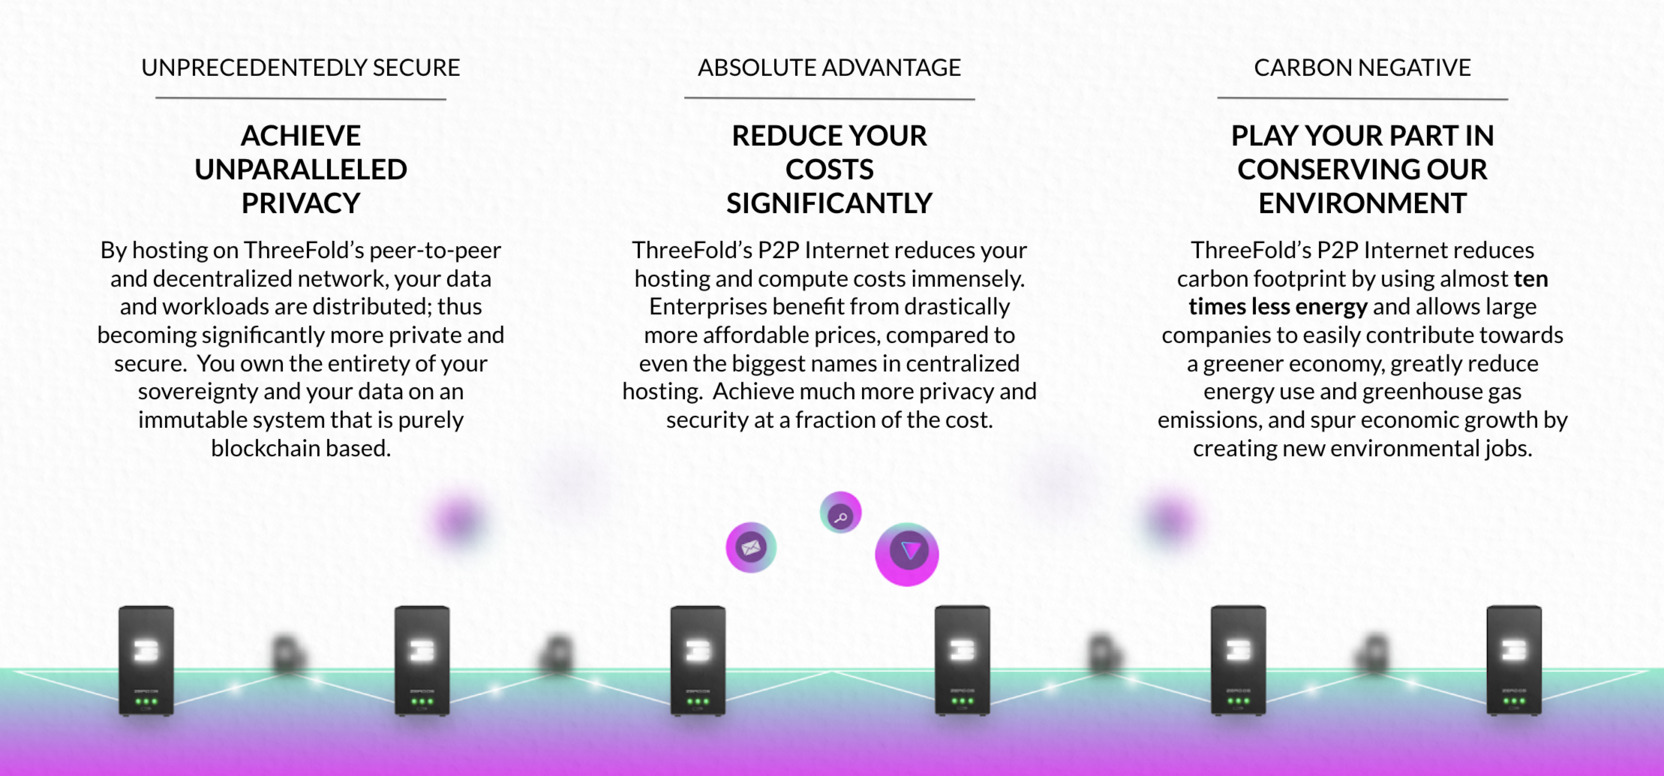 UNPRECEDENTEDLY SECURE
ACHIEVE
UNPARALLELED
PRIVACY
By hosting on ThreeFold’s peer-to-peer
and decentralized network, your data
and workloads are distributed; thus
becoming significantly more private and
secure.  You own the entirety of your
sovereignty and your data on an
immutable system that is purely
blockchain based.
ABSOLUTE ADVANTAGE
REDUCE YOUR
COSTS
SIGNIFICANTLY
ThreeFold’s P2P Internet reduces your
hosting and compute costs immensely.
Enterprises benefit from drastically
more affordable prices, compared to
even the biggest names in centralized
hosting.  Achieve much more privacy and
security at a fraction of the cost.
CARBON NEGATIVE
PLAY YOUR PART IN
CONSERVING OUR
ENVIRONMENT
ThreeFold’s P2P Internet reduces
carbon footprint by using almost ten
times less energy and allows large
companies to easily contribute towards
a greener economy, greatly reduce
energy use and greenhouse gas
emissions, and spur economic growth by
creating new environmental jobs.